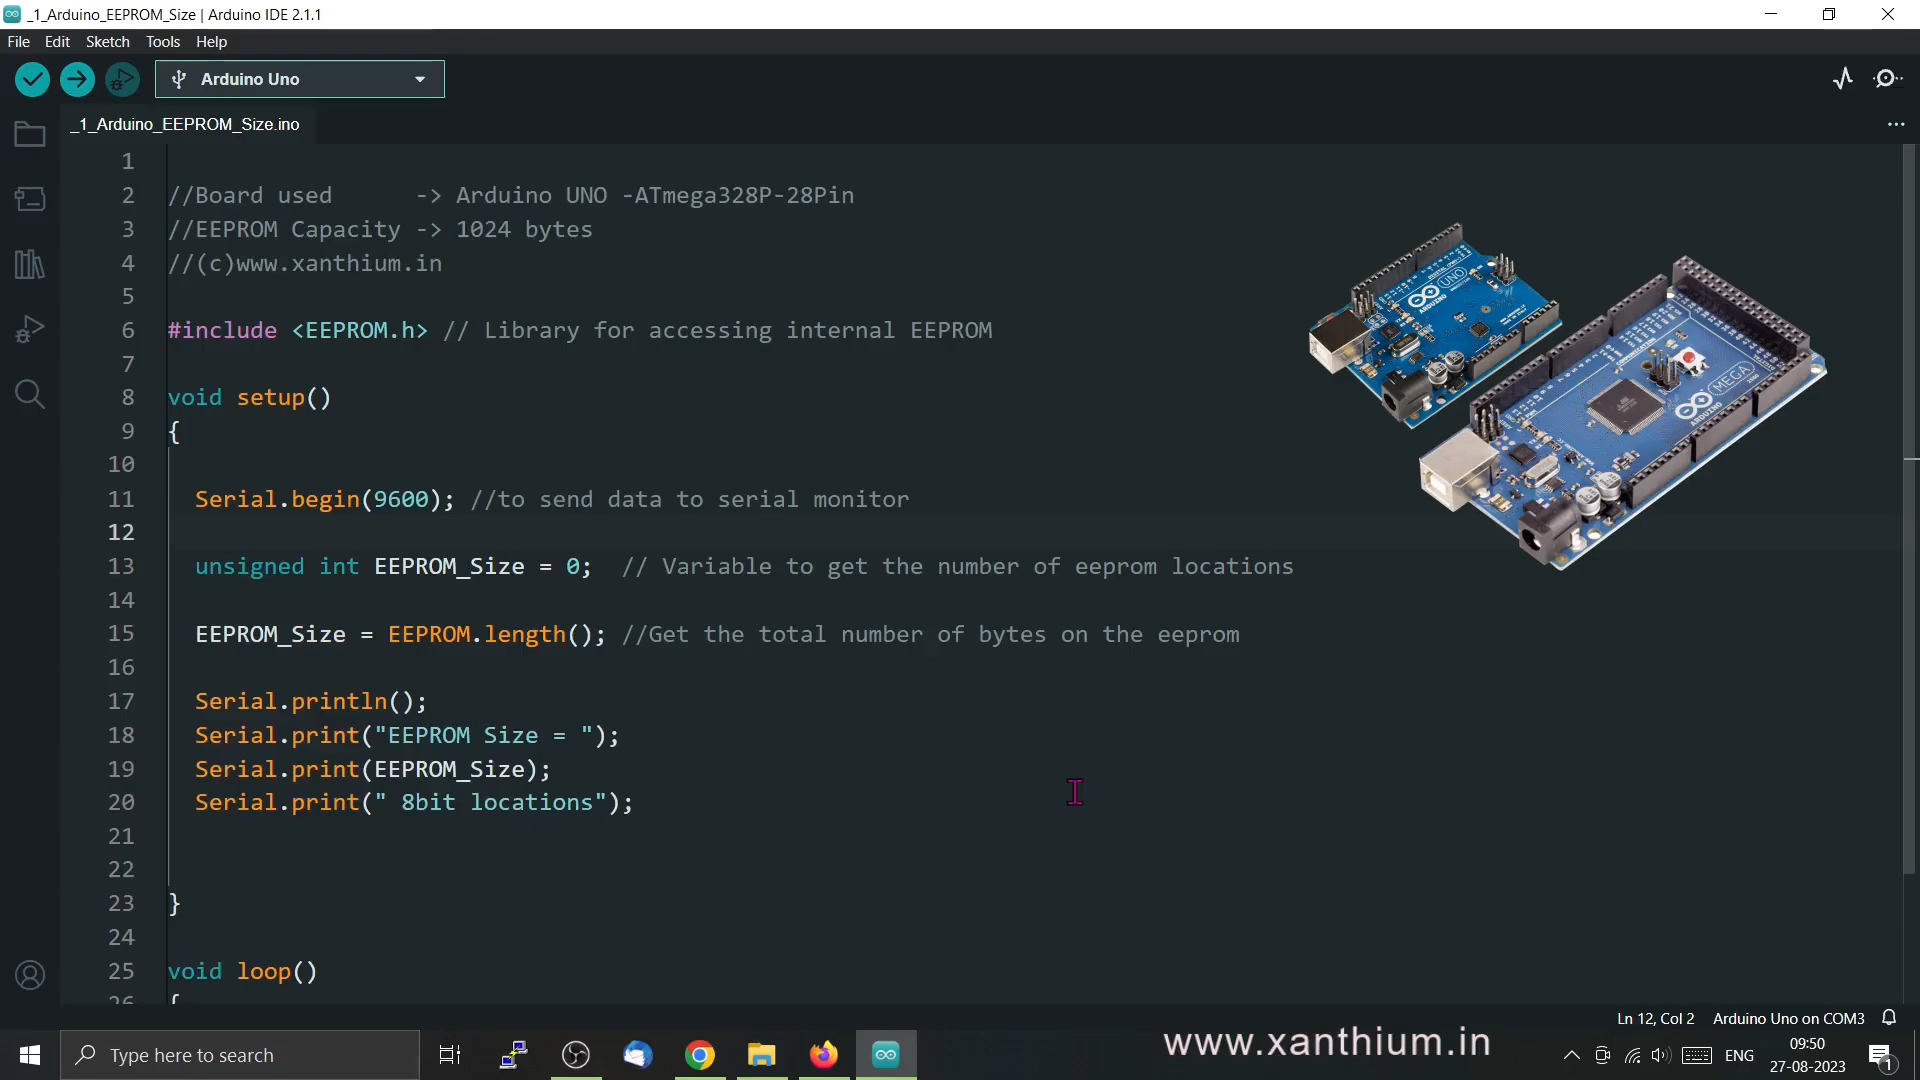 _1_Arduino_EEPROM_Size | Arduino IDE 2.1.1
File Edit Sketch Tools Help
Arduino Uno
_1_Arduino_EEPROM_Size.ino
1
2 //Board used      -> Arduino UNO -ATmega328P-28Pin
3 //EEPROM Capacity -> 1024 bytes
4 //(c)www.xanthium.in
5
6 #include <EEPROM.h> // Library for accessing internal EEPROM
7
8 void setup()
9 {
10
11   Serial.begin(9600); //to send data to serial monitor
12
13   unsigned int EEPROM_Size = 0;  // Variable to get the number of eeprom locations
14
15   EEPROM_Size = EEPROM.length(); //Get the total number of bytes on the eeprom
16
17   Serial.println();
18   Serial.print("EEPROM Size = ");
19   Serial.print(EEPROM_Size);
20   Serial.print(" 8bit locations");
21
22
23 }
24
25 void loop()
26 {
UNO
ARDUINO
MEGA
ARDUINO
Ln 12, Col 2 Arduino Uno on COM3
Type here to search
www.xanthium.in
ENG
09:50
27-08-2023
1